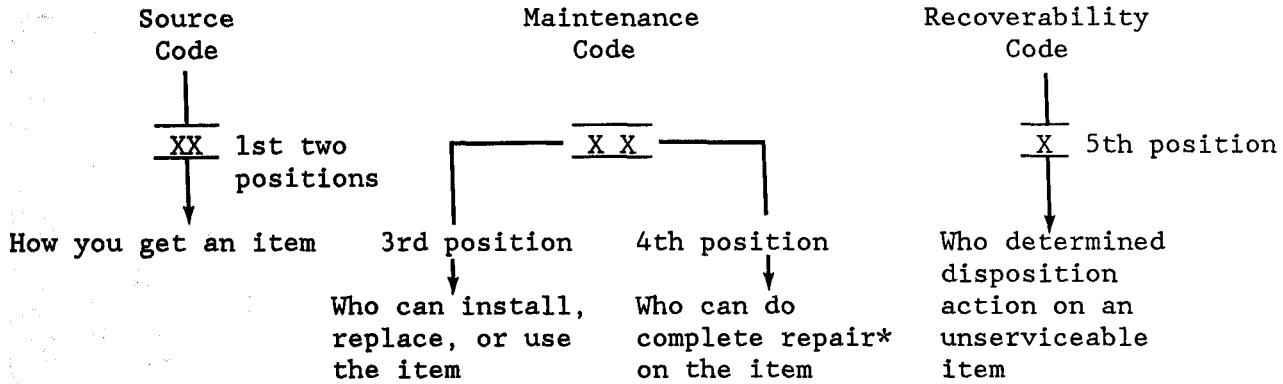 Source Code
XX 1st two positions
How you get an item
Maintenance Code
X X
3rd position
Who can install,
replace, or use
the item
4th position
Who can do
complete repair*
on the item
Recoverability Code
X 5th position
Who determined
disposition
action on an
unserviceable
item